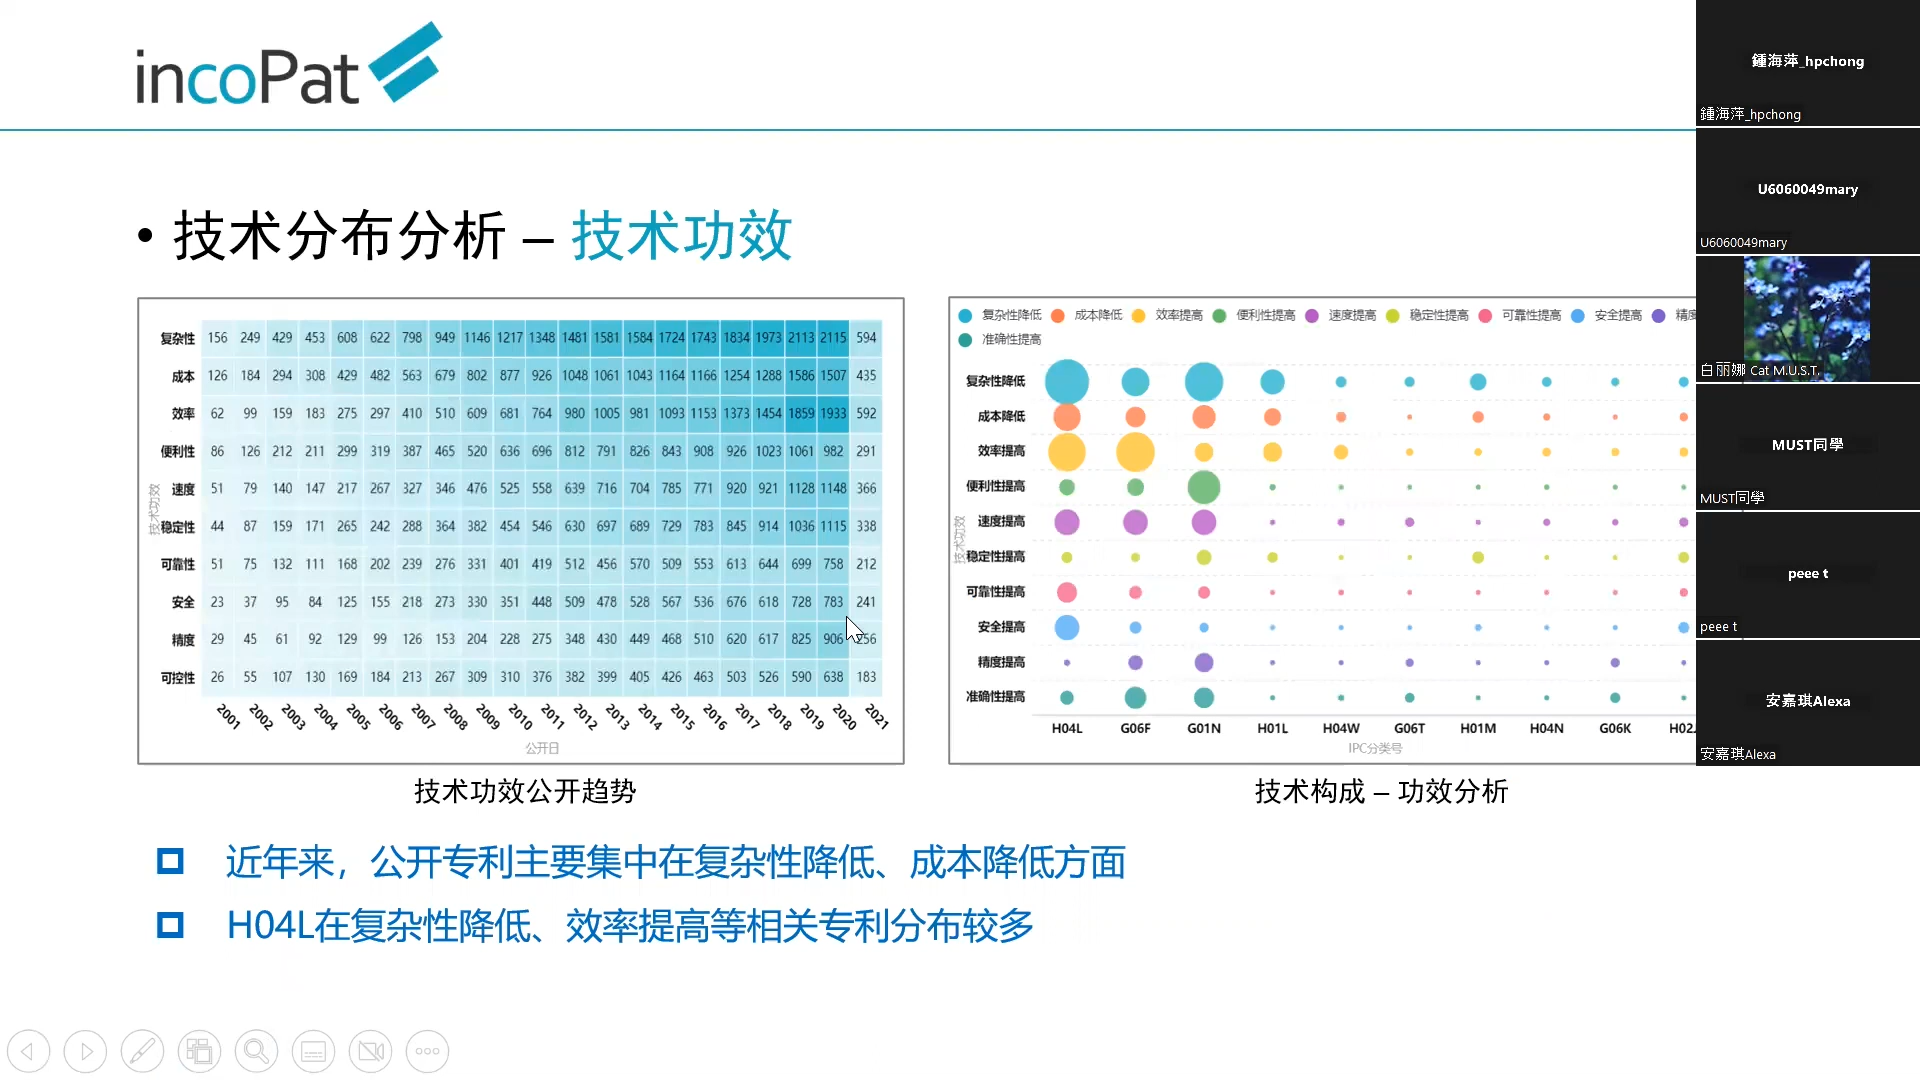 incoPat
• 技术分布分析 – 技术功效
技术功效
复杂性 156 249 429 453 608 622 798 949 1146 1217 1348 1481 1581 1584 1724 1743 1834 1973 2113 2115 594
成本 126 184 294 308 429 482 563 679 802 877 926 1048 1061 1043 1164 1166 1254 1288 1586 1507 435
效率 62 99 159 183 275 297 410 510 609 681 764 980 1005 981 1093 1153 1373 1454 1859 1933 592
便利性 86 126 212 211 299 319 387 465 520 636 696 812 791 826 843 908 926 1023 1061 982 291
速度 51 79 140 147 217 267 327 346 476 525 558 639 716 704 785 771 920 921 1128 1148 366
稳定性 44 87 159 171 265 242 288 364 382 454 546 630 697 689 729 783 845 914 1036 1115 338
可靠性 51 75 132 111 168 202 239 276 331 401 419 512 456 570 509 553 613 644 699 758 212
安全 23 37 95 84 125 155 218 273 330 351 448 509 478 528 567 536 676 618 728 783 241
精度 29 45 61 92 129 99 126 153 204 228 275 348 430 449 468 510 620 617 825 906 256
可控性 26 55 107 130 169 184 213 267 309 310 376 382 399 405 426 463 503 526 590 638 183
2001 2002 2003 2004 2005 2006 2007 2008 2009 2010 2011 2012 2013 2014 2015 2016 2017 2018 2019 2020 2021
公开日
技术功效公开趋势
复杂性降低 成本降低 效率提高 便利性提高 速度提高 稳定性提高 可靠性提高 安全提高 精度
准确性提高
技术功效
复杂性降低
成本降低
效率提高
便利性提高
速度提高
稳定性提高
可靠性提高
安全提高
精度提高
准确性提高
H04L G06F G01N H01L H04W G06T H01M H04N G06K H02J
IPC分类号
技术构成 – 功效分析
近年来，公开专利主要集中在复杂性降低、成本降低方面
H04L在复杂性降低、效率提高等相关专利分布较多
鍾海萍_hpchong
鍾海萍_hpchong
U6060049mary
U6060049mary
白丽娜 Cat M.U.S.T.
MUST同學
MUST同學
peee t
peee t
安嘉琪Alexa
安嘉琪Alexa